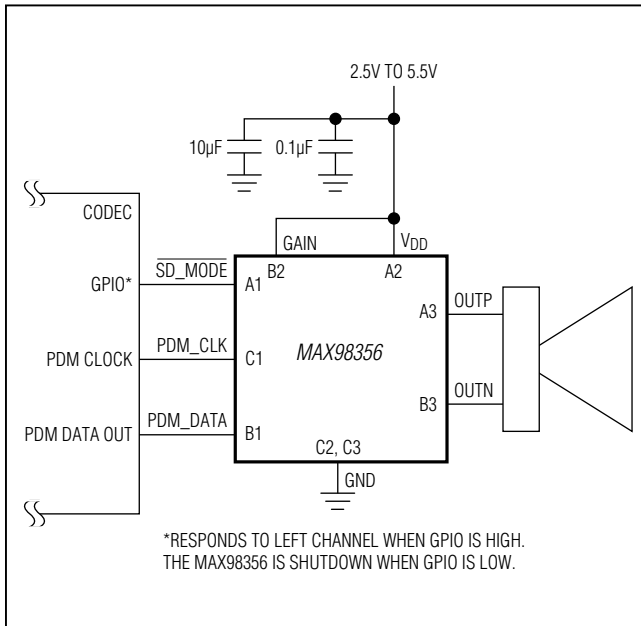 2.5V TO 5.5V
10µF
0.1µF
CODEC
GAIN
VDD
GPIO*
SD_MODE
A1
B2
A2
A3
OUTP
PDM CLOCK
PDM_CLK
C1
MAX98356
PDM DATA OUT
PDM_DATA
B1
B3
OUTN
C2, C3
GND
*RESPONDS TO LEFT CHANNEL WHEN GPIO IS HIGH.
THE MAX98356 IS SHUTDOWN WHEN GPIO IS LOW.